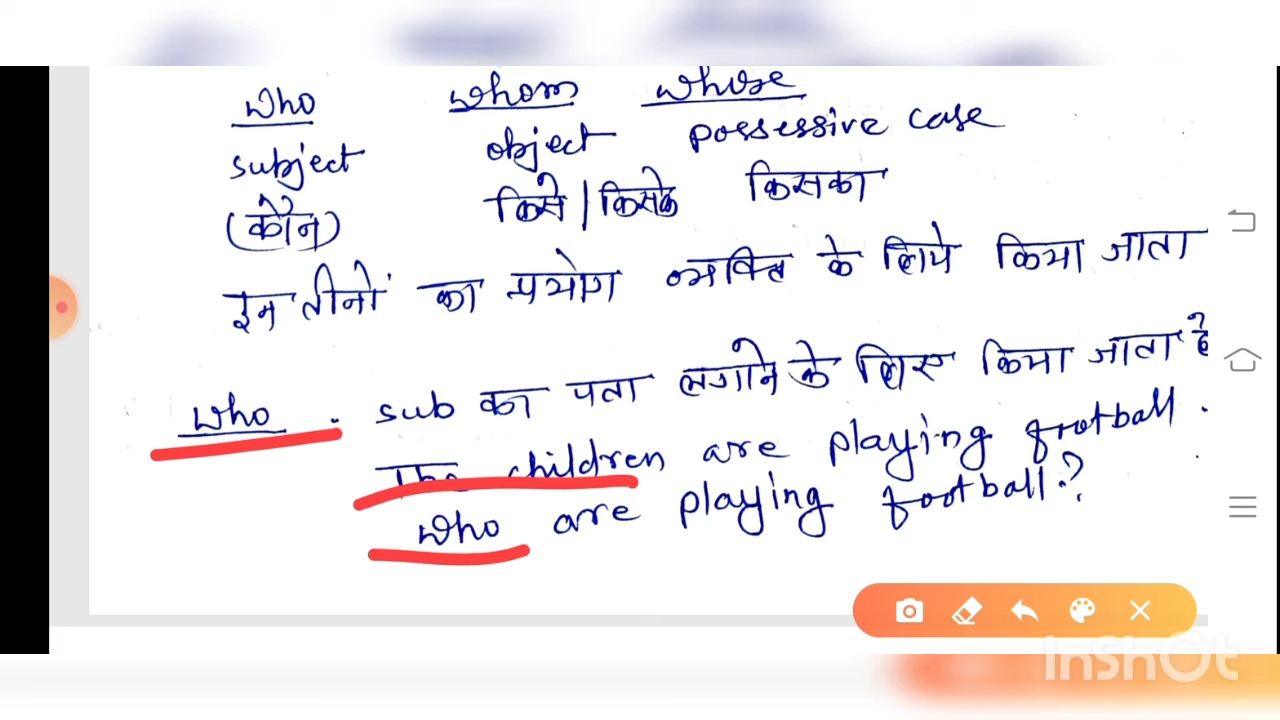 who whom whose
subject object possessive case
(कौन) किसे | किसके किसका
इन तीनों का प्रयोग व्यक्ति के लिये किया जाता
who . sub का पता लगाने के लिए किया जाता है
The children are playing football.
who are playing football?
InShOt